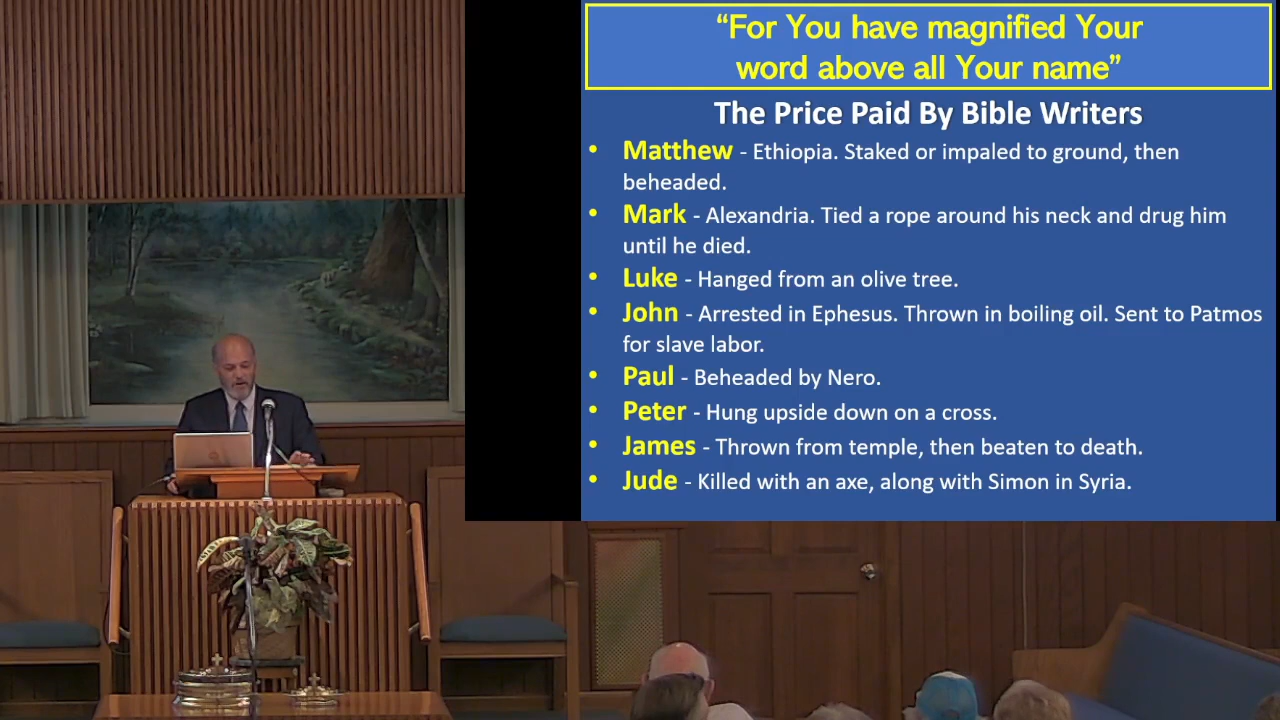 “For You have magnified Your
word above all Your name”
The Price Paid By Bible Writers
• Matthew - Ethiopia. Staked or impaled to ground, then
beheaded.
• Mark - Alexandria. Tied a rope around his neck and drug him
until he died.
• Luke - Hanged from an olive tree.
• John - Arrested in Ephesus. Thrown in boiling oil. Sent to Patmos
for slave labor.
• Paul - Beheaded by Nero.
• Peter - Hung upside down on a cross.
• James - Thrown from temple, then beaten to death.
• Jude - Killed with an axe, along with Simon in Syria.